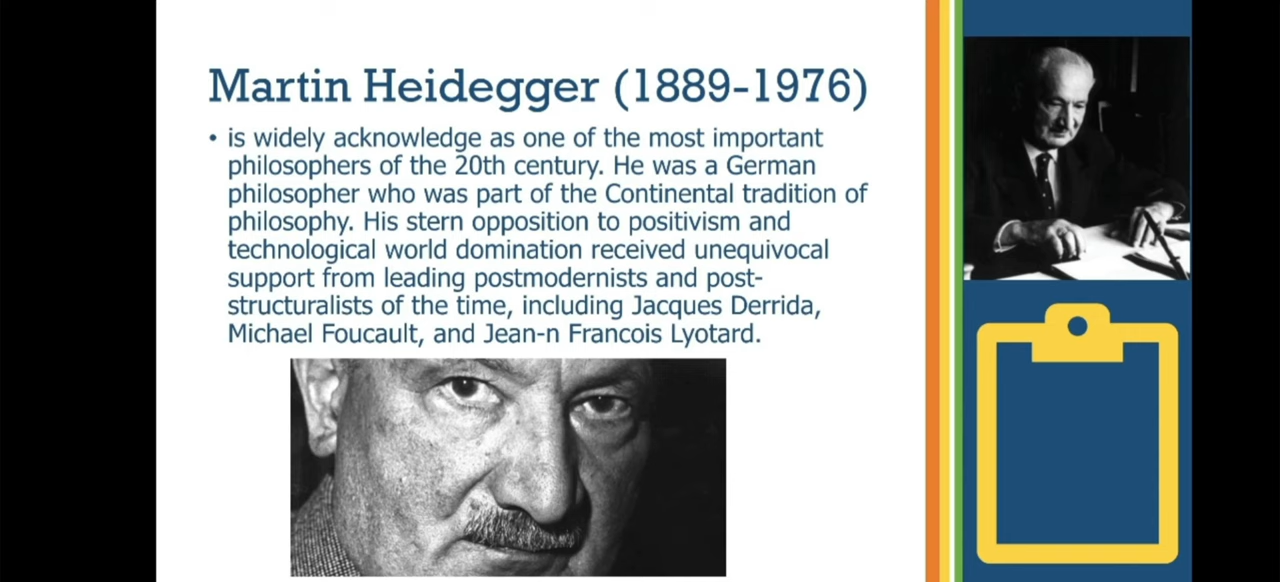 Martin Heidegger (1889-1976)
• is widely acknowledge as one of the most important
philosophers of the 20th century. He was a German
philosopher who was part of the Continental tradition of
philosophy. His stern opposition to positivism and
technological world domination received unequivocal
support from leading postmodernists and post-
structuralists of the time, including Jacques Derrida,
Michael Foucault, and Jean-n Francois Lyotard.